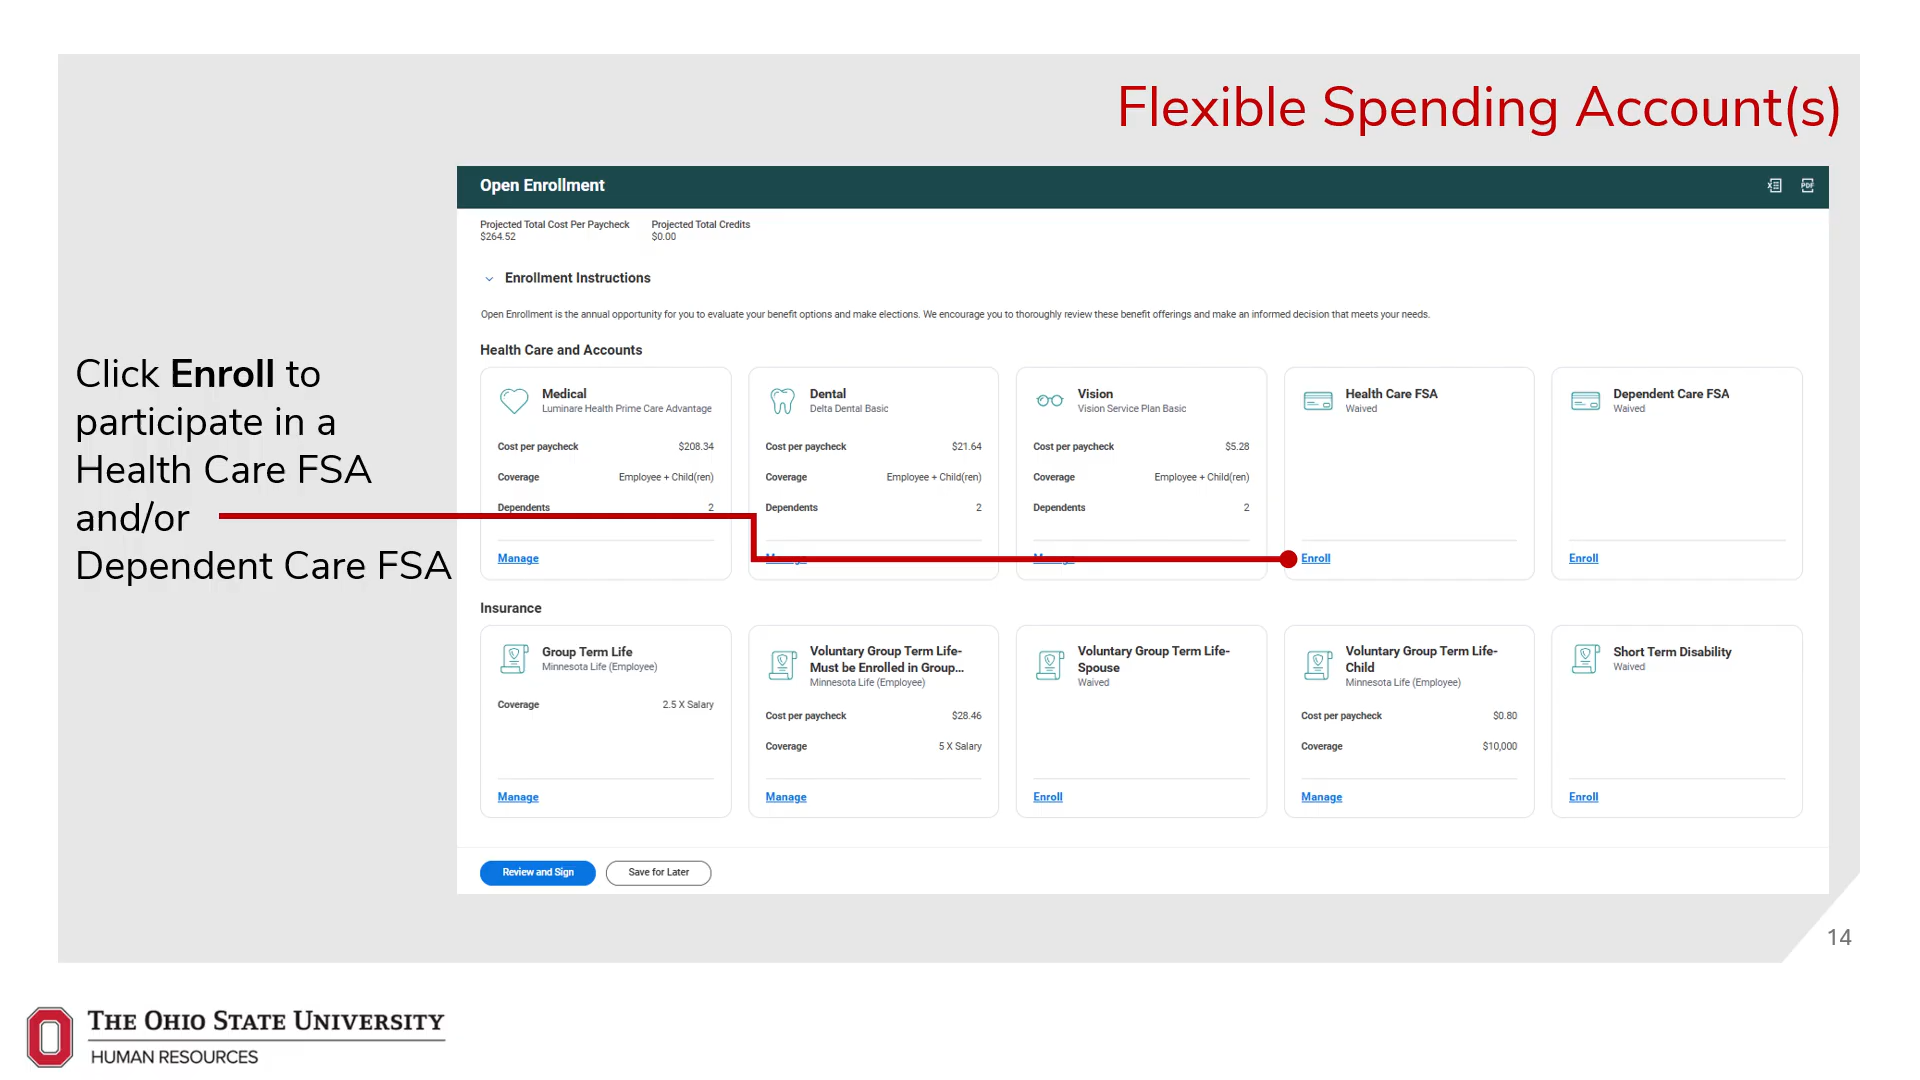 Flexible Spending Account(s)
Click Enroll to
participate in a
Health Care FSA
and/or
Dependent Care FSA
Open Enrollment
PDF
Projected Total Cost Per Paycheck
$264.52
Projected Total Credits
$0.00
Enrollment Instructions
Open Enrollment is the annual opportunity for you to evaluate your benefit options and make elections. We encourage you to thoroughly review these benefit offerings and make an informed decision that meets your needs.
Health Care and Accounts
Medical
Luminare Health Prime Care Advantage
Cost per paycheck $208.34
Coverage Employee + Child(ren)
Dependents 2
Manage
Dental
Delta Dental Basic
Cost per paycheck $21.64
Coverage Employee + Child(ren)
Dependents 2
Manage
Vision
Vision Service Plan Basic
Cost per paycheck $5.28
Coverage Employee + Child(ren)
Dependents 2
Manage
Health Care FSA
Waived
Enroll
Dependent Care FSA
Waived
Enroll
Insurance
Group Term Life
Minnesota Life (Employee)
Coverage 2.5 X Salary
Manage
Voluntary Group Term Life-
Must be Enrolled in Group...
Minnesota Life (Employee)
Cost per paycheck $28.46
Coverage 5 X Salary
Manage
Voluntary Group Term Life-
Spouse
Waived
Enroll
Voluntary Group Term Life-
Child
Minnesota Life (Employee)
Cost per paycheck $0.80
Coverage $10,000
Manage
Short Term Disability
Waived
Enroll
Review and Sign
Save for Later
14
THE OHIO STATE UNIVERSITY
HUMAN RESOURCES